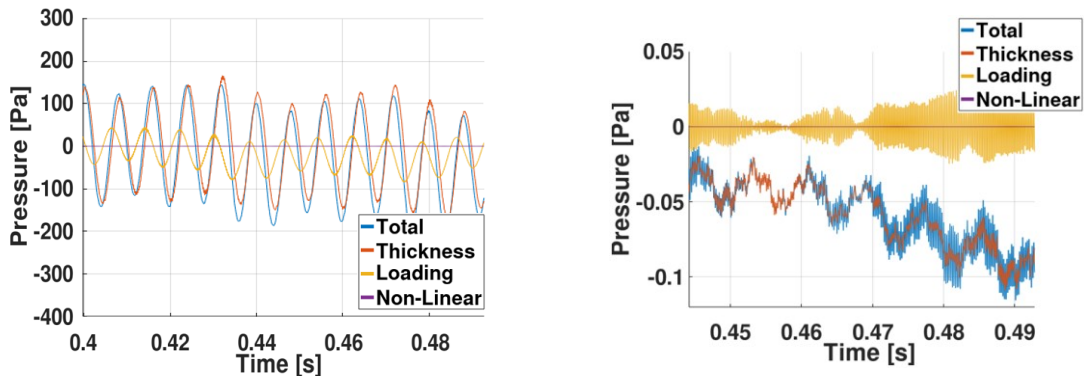 300
200
100
0
-100
-200
-300
-400
Pressure [Pa]
0.4
0.42
0.44
0.46
0.48
Time [s]
Total
Thickness
Loading
Non-Linear
0.05
0
-0.05
-0.1
Pressure [Pa]
0.45
0.46
0.47
0.48
0.49
Time [s]
Total
Thickness
Loading
Non-Linear